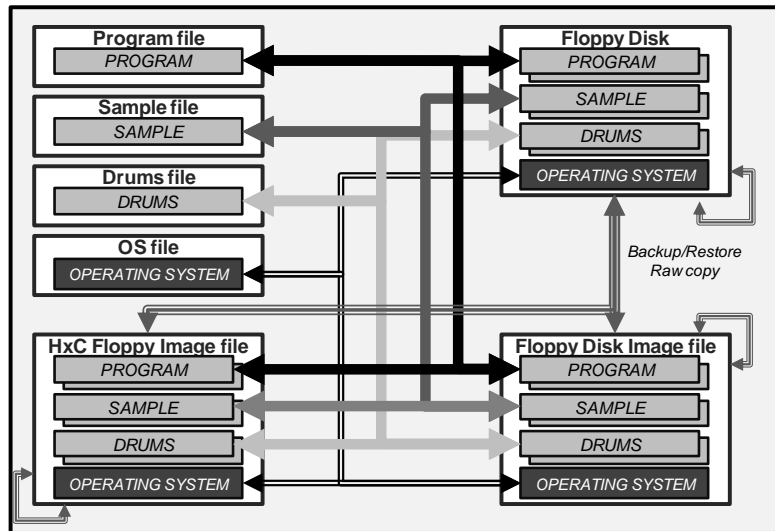 Program file
PROGRAM
Sample file
SAMPLE
Drums file
DRUMS
OS file
OPERATING SYSTEM
Floppy Disk
PROGRAM
SAMPLE
DRUMS
OPERATING SYSTEM
Backup/Restore
Raw copy
HxC Floppy Image file
PROGRAM
SAMPLE
DRUMS
OPERATING SYSTEM
Floppy Disk Image file
PROGRAM
SAMPLE
DRUMS
OPERATING SYSTEM